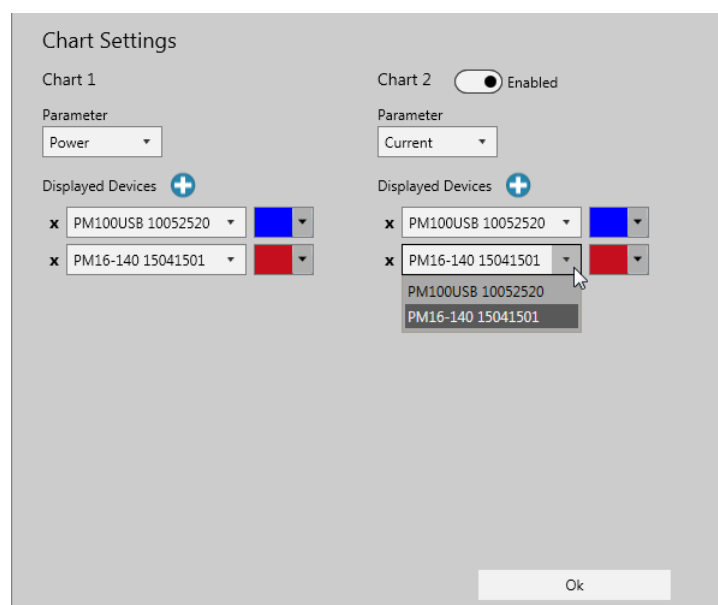 Chart Settings
Chart 1
Parameter
Power
Displayed Devices
x PM100USB 10052520
x PM16-140 15041501
Chart 2 Enabled
Parameter
Current
Displayed Devices
x PM100USB 10052520
x PM16-140 15041501
PM100USB 10052520
PM16-140 15041501
Ok